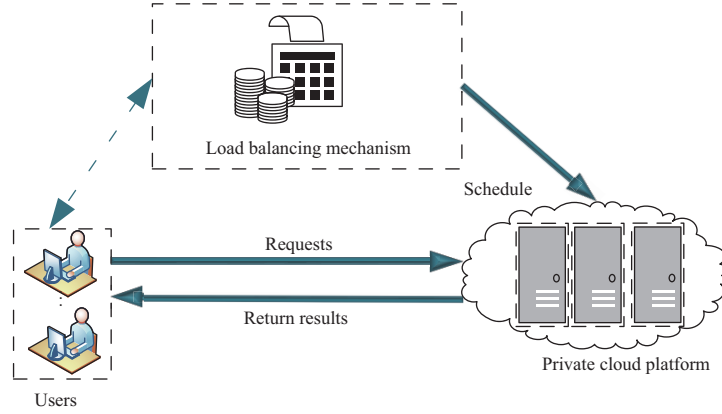 Load balancing mechanism
Schedule
Requests
Return results
Private cloud platform
Users